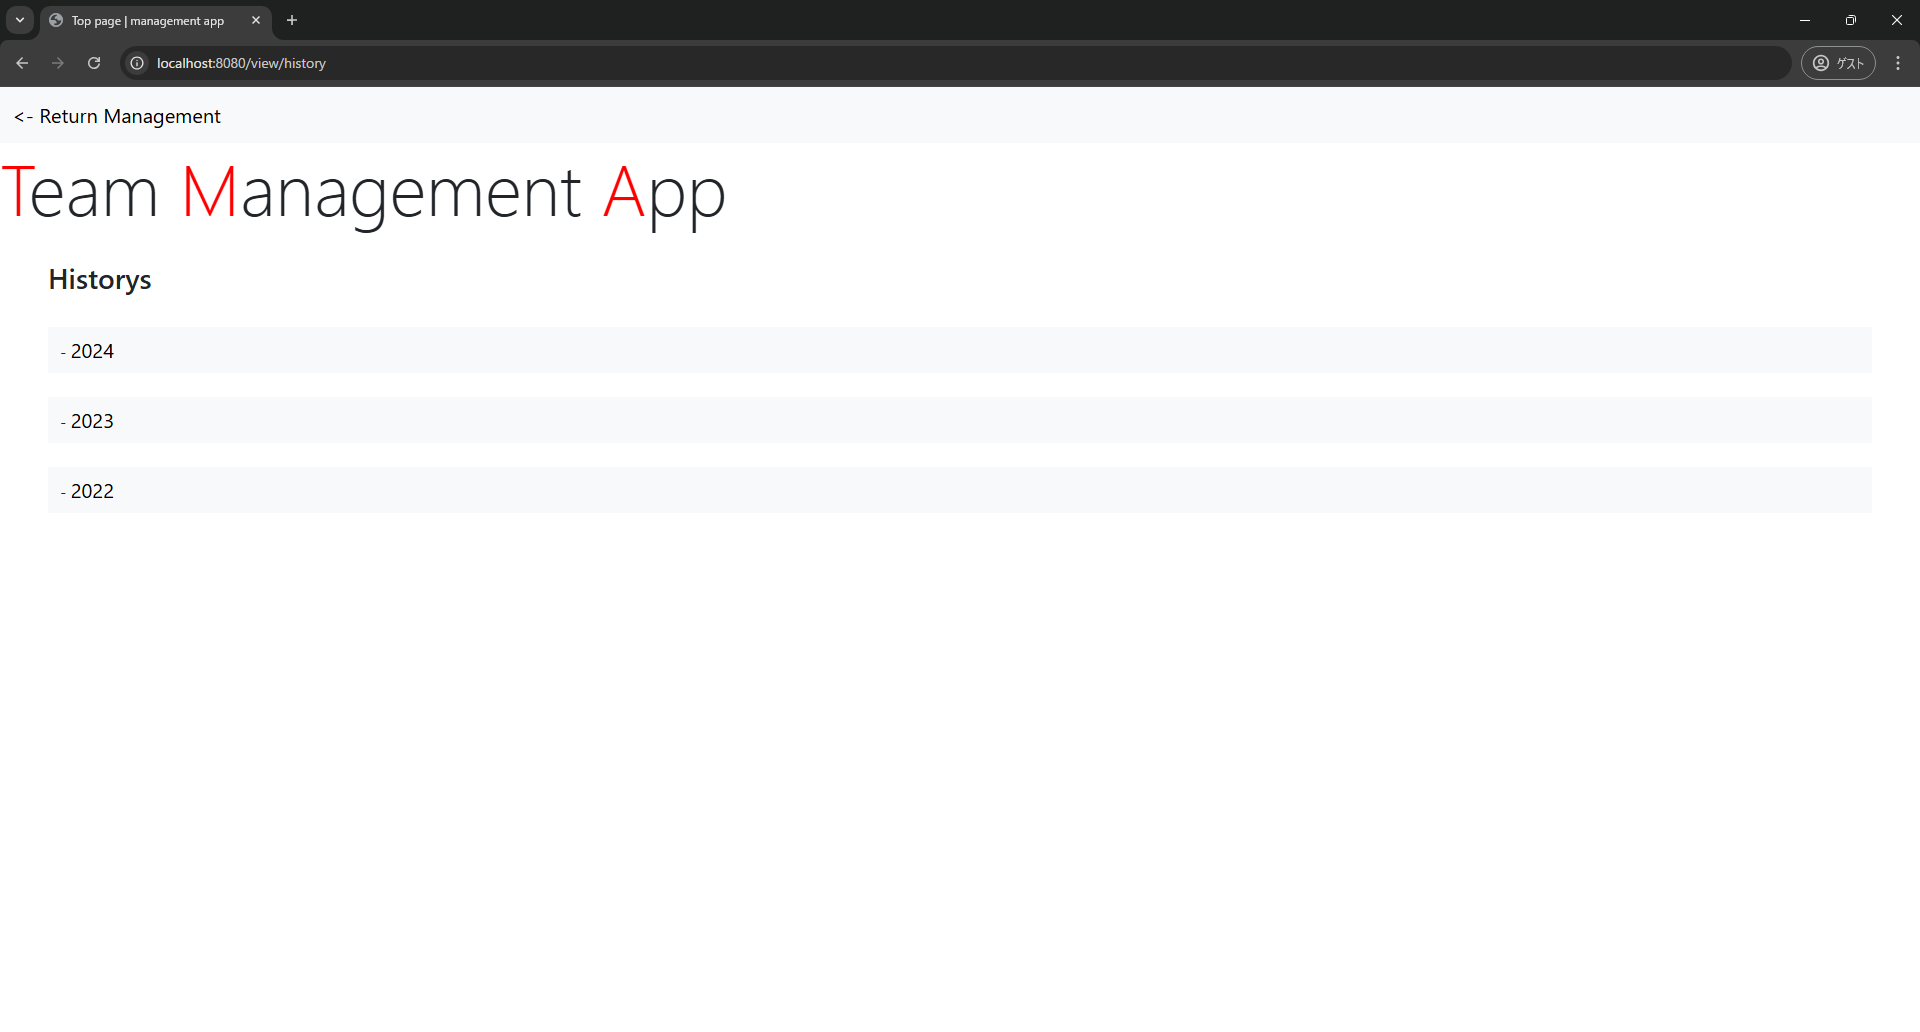 Top page | management app
localhost:8080/view/history
ゲスト
<- Return Management
Team Management App
Historys
- 2024
- 2023
- 2022